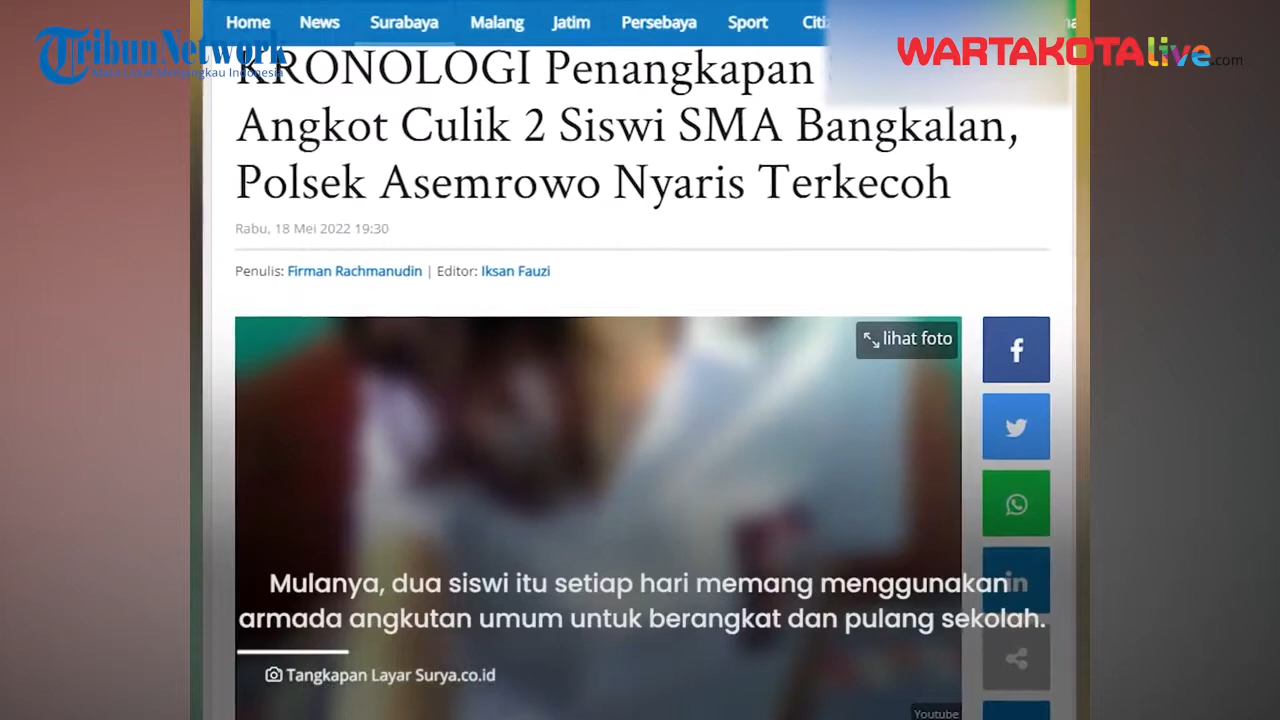 Home News Surabaya Malang Jatim Persebaya Sport
TribunNetwork
WARTAKOTAlive.com
KRONOLOGI Penangkapan
Angkot Culik 2 Siswi SMA Bangkalan,
Polsek Asemrowo Nyaris Terkecoh
Rabu, 18 Mei 2022 19:30
Penulis: Firman Rachmanudin | Editor: Iksan Fauzi
lihat foto
Mulanya, dua siswi itu setiap hari memang menggunakan
armada angkutan umum untuk berangkat dan pulang sekolah.
Tangkapan Layar Surya.co.id
Youtube